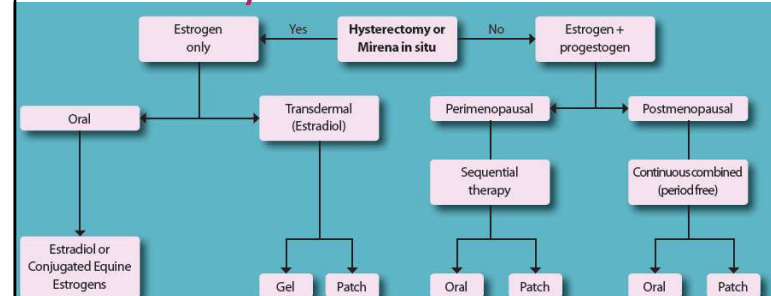 Estrogen
only
Yes
Hysterectomy or
Mirena in situ
No
Estrogen +
progestogen
Oral
Transdermal
(Estradiol)
Perimenopausal
Postmenopausal
Sequential
therapy
Continuous combined
(period free)
Estradiol or
Conjugated Equine
Estrogens
Gel
Patch
Oral
Patch
Oral
Patch